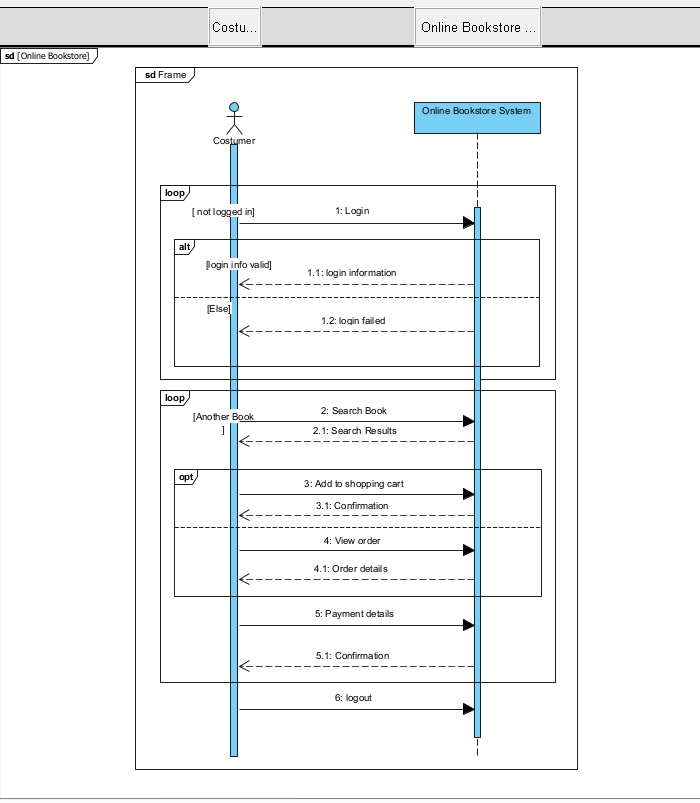 Costu...
Online Bookstore ...
sd [Online Bookstore]
sd Frame
Costumer
Online Bookstore System
loop
[ not logged in]
1: Login
alt
[login info valid]
1.1: login information
[Else]
1.2: login failed
loop
[Another Book
]
2: Search Book
2.1: Search Results
opt
3: Add to shopping cart
3.1: Confirmation
4: View order
4.1: Order details
5: Payment details
5.1: Confirmation
6: logout